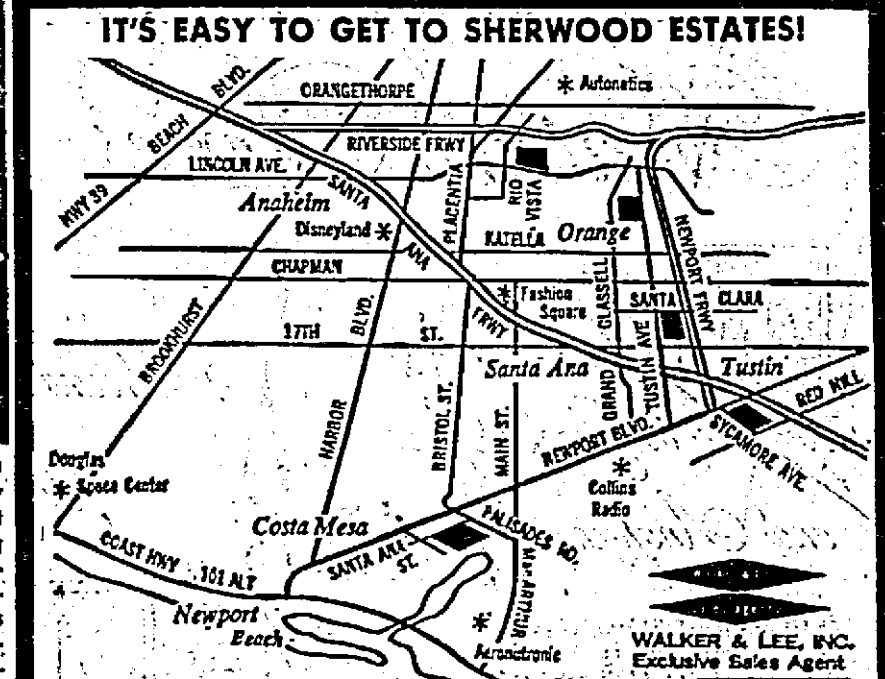 IT'S EASY TO GET TO SHERWOOD ESTATES!
BLVD.
BEACH
HWY 39
ORANGETHORPE
* Autonetics
RIVERSIDE FRWY
LINCOLN AVE.
PLACENTIA
RIO
VISTA
Anaheim
SANTA
ANA
FRWY
Disneyland *
KATELLA
Orange
NEWPORT FRWY
CHAPMAN
* Fashion
Square
GLASSELL
SANTA CLARA
BROOKHURST
17TH ST.
HARBOR BLVD.
BRISTOL ST.
MAIN ST.
Santa Ana
GRAND
TUSTIN AVE
Tustin
RED HILL
NEWPORT BLVD.
SYCAMORE AVE.
Douglas
* Space Center
*
Collins
Radio
Costa Mesa
PALISADES RD.
SANTA ANA
ST.
COAST HWY 101 ALT
MacARTHUR
Newport
Beach
*
Aeronutronic
WALKER & LEE, INC.
Exclusive Sales Agent